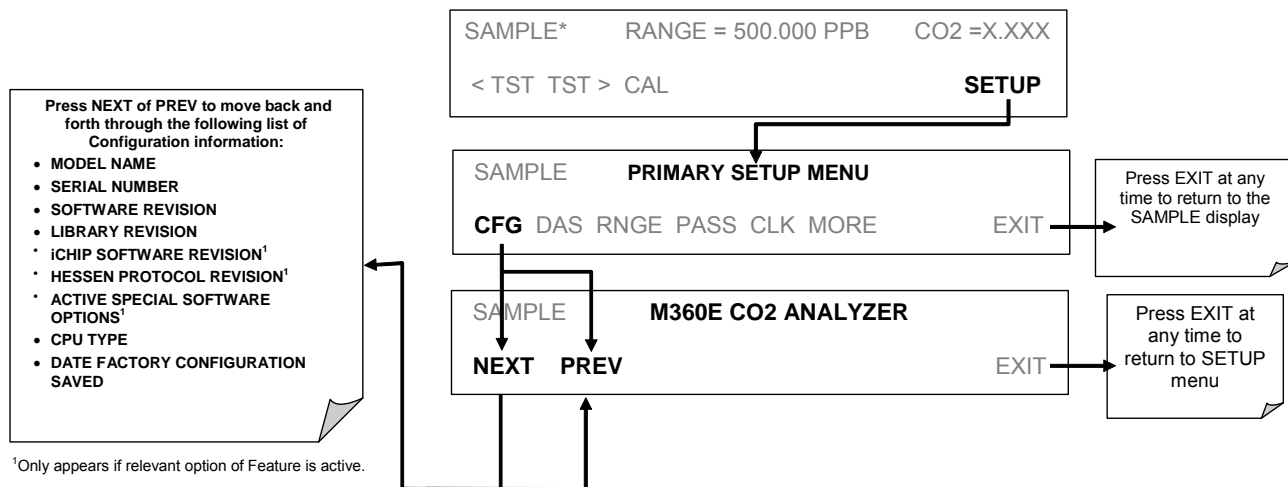 SAMPLE* RANGE = 500.000 PPB CO2 =X.XXX
< TST TST > CAL SETUP
Press NEXT of PREV to move back and
forth through the following list of
Configuration information:
• MODEL NAME
• SERIAL NUMBER
• SOFTWARE REVISION
• LIBRARY REVISION
• iCHIP SOFTWARE REVISION¹
• HESSEN PROTOCOL REVISION¹
• ACTIVE SPECIAL SOFTWARE
OPTIONS¹
• CPU TYPE
• DATE FACTORY CONFIGURATION
SAVED
¹Only appears if relevant option of Feature is active.
SAMPLE PRIMARY SETUP MENU
CFG DAS RNGE PASS CLK MORE EXIT
Press EXIT at any
time to return to the
SAMPLE display
SAMPLE M360E CO2 ANALYZER
NEXT PREV EXIT
Press EXIT at
any time to
return to SETUP
menu